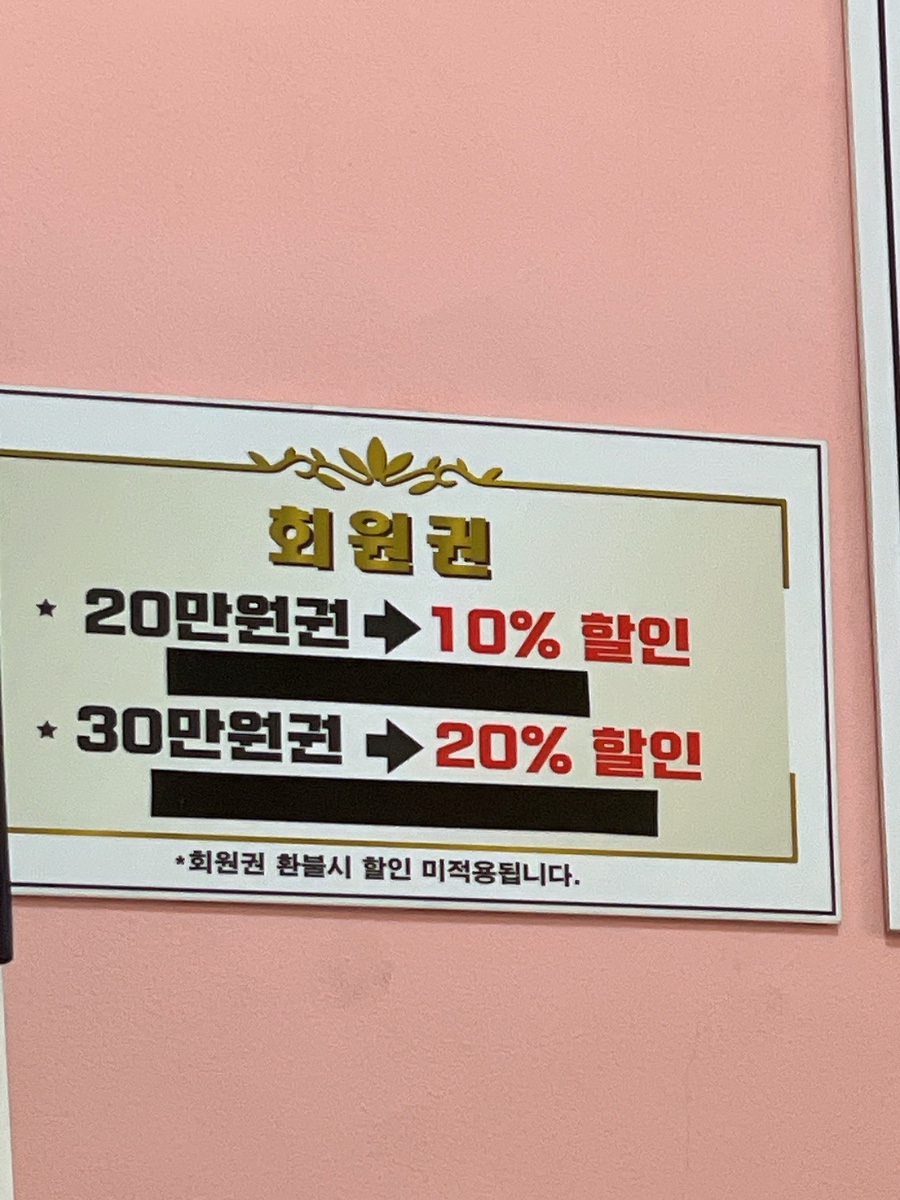 회원권
★ 20만원권 ➡ 10% 할인
★ 30만원권 ➡ 20% 할인
*회원권 환불시 할인 미적용됩니다.